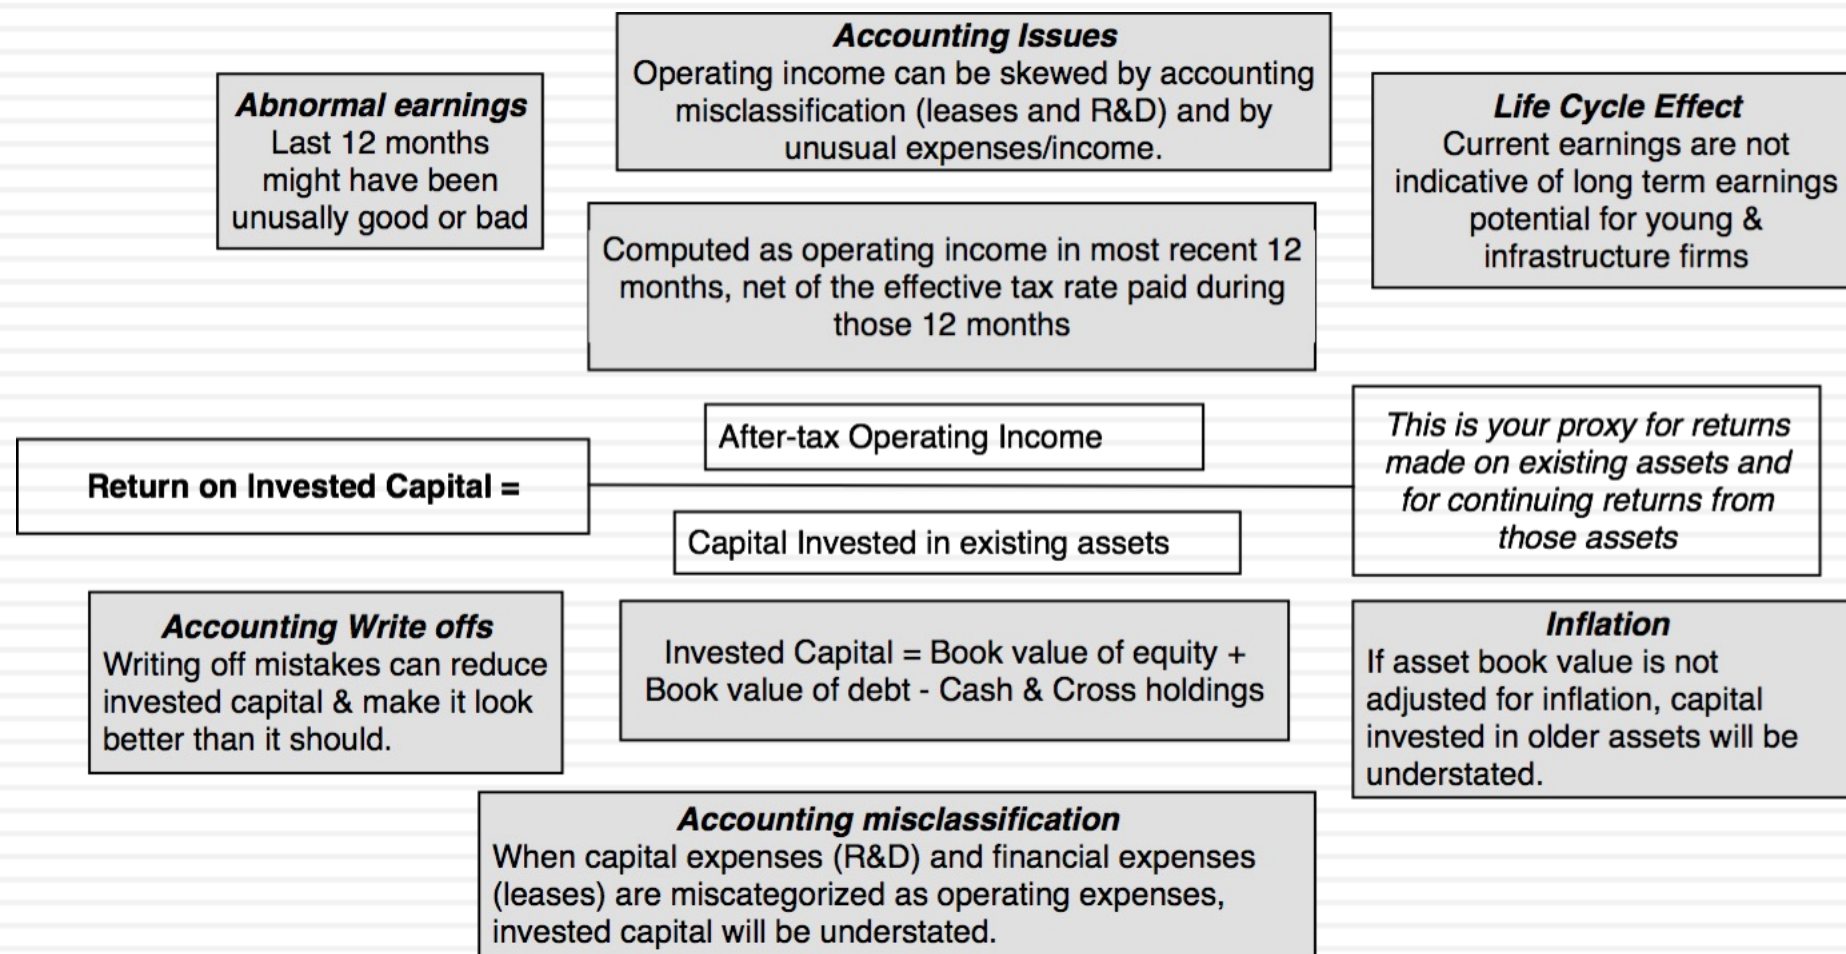 Accounting Issues
Operating income can be skewed by accounting
misclassification (leases and R&D) and by
unusual expenses/income.
Abnormal earnings
Last 12 months
might have been
unusally good or bad
Life Cycle Effect
Current earnings are not
indicative of long term earnings
potential for young &
infrastructure firms
Computed as operating income in most recent 12
months, net of the effective tax rate paid during
those 12 months
After-tax Operating Income
Return on Invested Capital =
Capital Invested in existing assets
This is your proxy for returns
made on existing assets and
for continuing returns from
those assets
Accounting Write offs
Writing off mistakes can reduce
invested capital & make it look
better than it should.
Invested Capital = Book value of equity +
Book value of debt - Cash & Cross holdings
Inflation
If asset book value is not
adjusted for inflation, capital
invested in older assets will be
understated.
Accounting misclassification
When capital expenses (R&D) and financial expenses
(leases) are miscategorized as operating expenses,
invested capital will be understated.